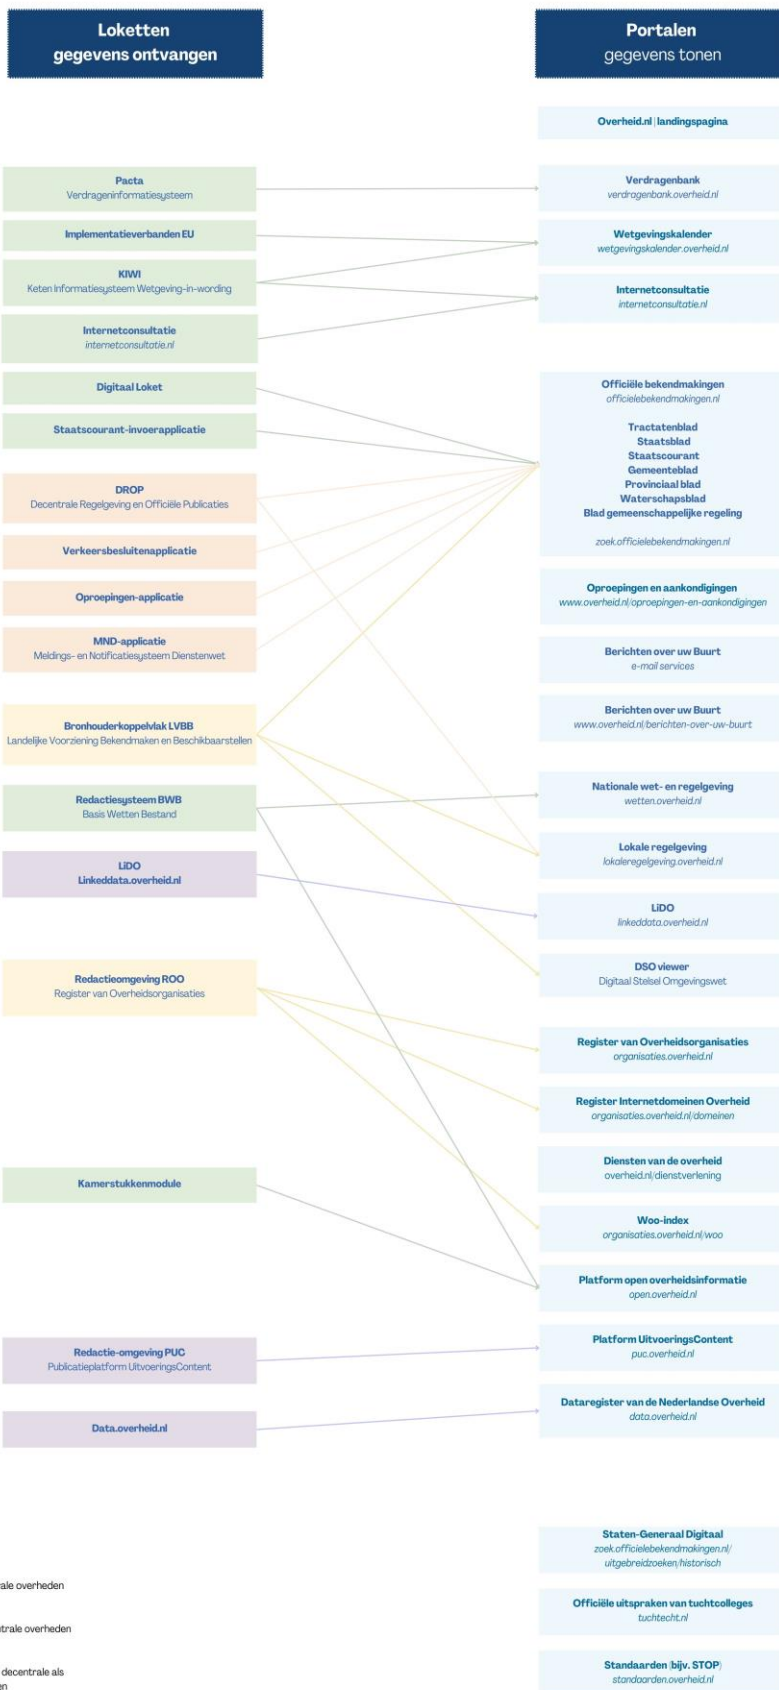 Loketten
gegevens ontvangen
Pacta
Verdrageninformatiesysteem
Implementatieverbanden EU
KIWI
Keten Informatiesysteem Wetgeving-in-wording
Internetconsultatie
internetconsultatie.nl
Digitaal Loket
Staatscourant-invoerapplicatie
DROP
Decentrale Regelgeving en Officiële Publicaties
Verkeersbesluitenapplicatie
Oproepingen-applicatie
MND-applicatie
Meldings- en Notificatiesysteem Dienstenwet
Bronhouderkoppelvlak LVBB
Landelijke Voorziening Bekendmaken en Beschikbaarstellen
Redactiesysteem BWB
Basis Wetten Bestand
LiDO
Linkeddata.overheid.nl
Redactieomgeving ROO
Register van Overheidsorganisaties
Kamerstukkenmodule
Redactie-omgeving PUC
Publicatieplatform UitvoeringsContent
Data.overheid.nl
ale overheden
trale overheden
decentrale als
en
Portalen
gegevens tonen
Overheid.nl | landingspagina
Verdragenbank
verdragenbank.overheid.nl
Wetgevingskalender
wetgevingskalender.overheid.nl
Internetconsultatie
internetconsultatie.nl
Officiële bekendmakingen
officielebekendmakingen.nl
Tractatenblad
Staatsblad
Staatscourant
Gemeenteblad
Provinciaal blad
Waterschapsblad
Blad gemeenschappelijke regeling
zoek.officielebekendmakingen.nl
Oproepingen en aankondigingen
www.overheid.nl/oproepingen-en-aankondigingen
Berichten over uw Buurt
e-mail services
Berichten over uw Buurt
www.overheid.nl/berichten-over-uw-buurt
Nationale wet- en regelgeving
wetten.overheid.nl
Lokale regelgeving
lokaleregelgeving.overheid.nl
LiDO
linkeddata.overheid.nl
DSO viewer
Digitaal Stelsel Omgevingswet
Register van Overheidsorganisaties
organisaties.overheid.nl
Register Internetdomeinen Overheid
organisaties.overheid.nl/domeinen
Diensten van de overheid
overheid.nl/dienstverlening
Woo-index
organisaties.overheid.nl/woo
Platform open overheidsinformatie
open.overheid.nl
Platform UitvoeringsContent
puc.overheid.nl
Dataregister van de Nederlandse Overheid
data.overheid.nl
Staten-Generaal Digitaal
zoek.officielebekendmakingen.nl/
uitgebreidzoeken/historisch
Officiële uitspraken van tuchtcolleges
tuchtecht.nl
Standaarden (bijv. STOP)
standaarden.overheid.nl